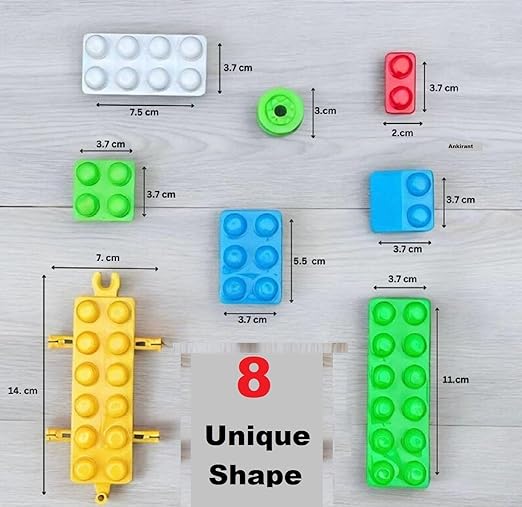 3.7 cm
7.5 cm
3.cm
3.7 cm
2.cm
Ankirant
3.7 cm
3.7 cm
3.7 cm
3.7 cm
5.5 cm
3.7 cm
7. cm
14. cm
3.7 cm
11.cm
8
Unique
Shape